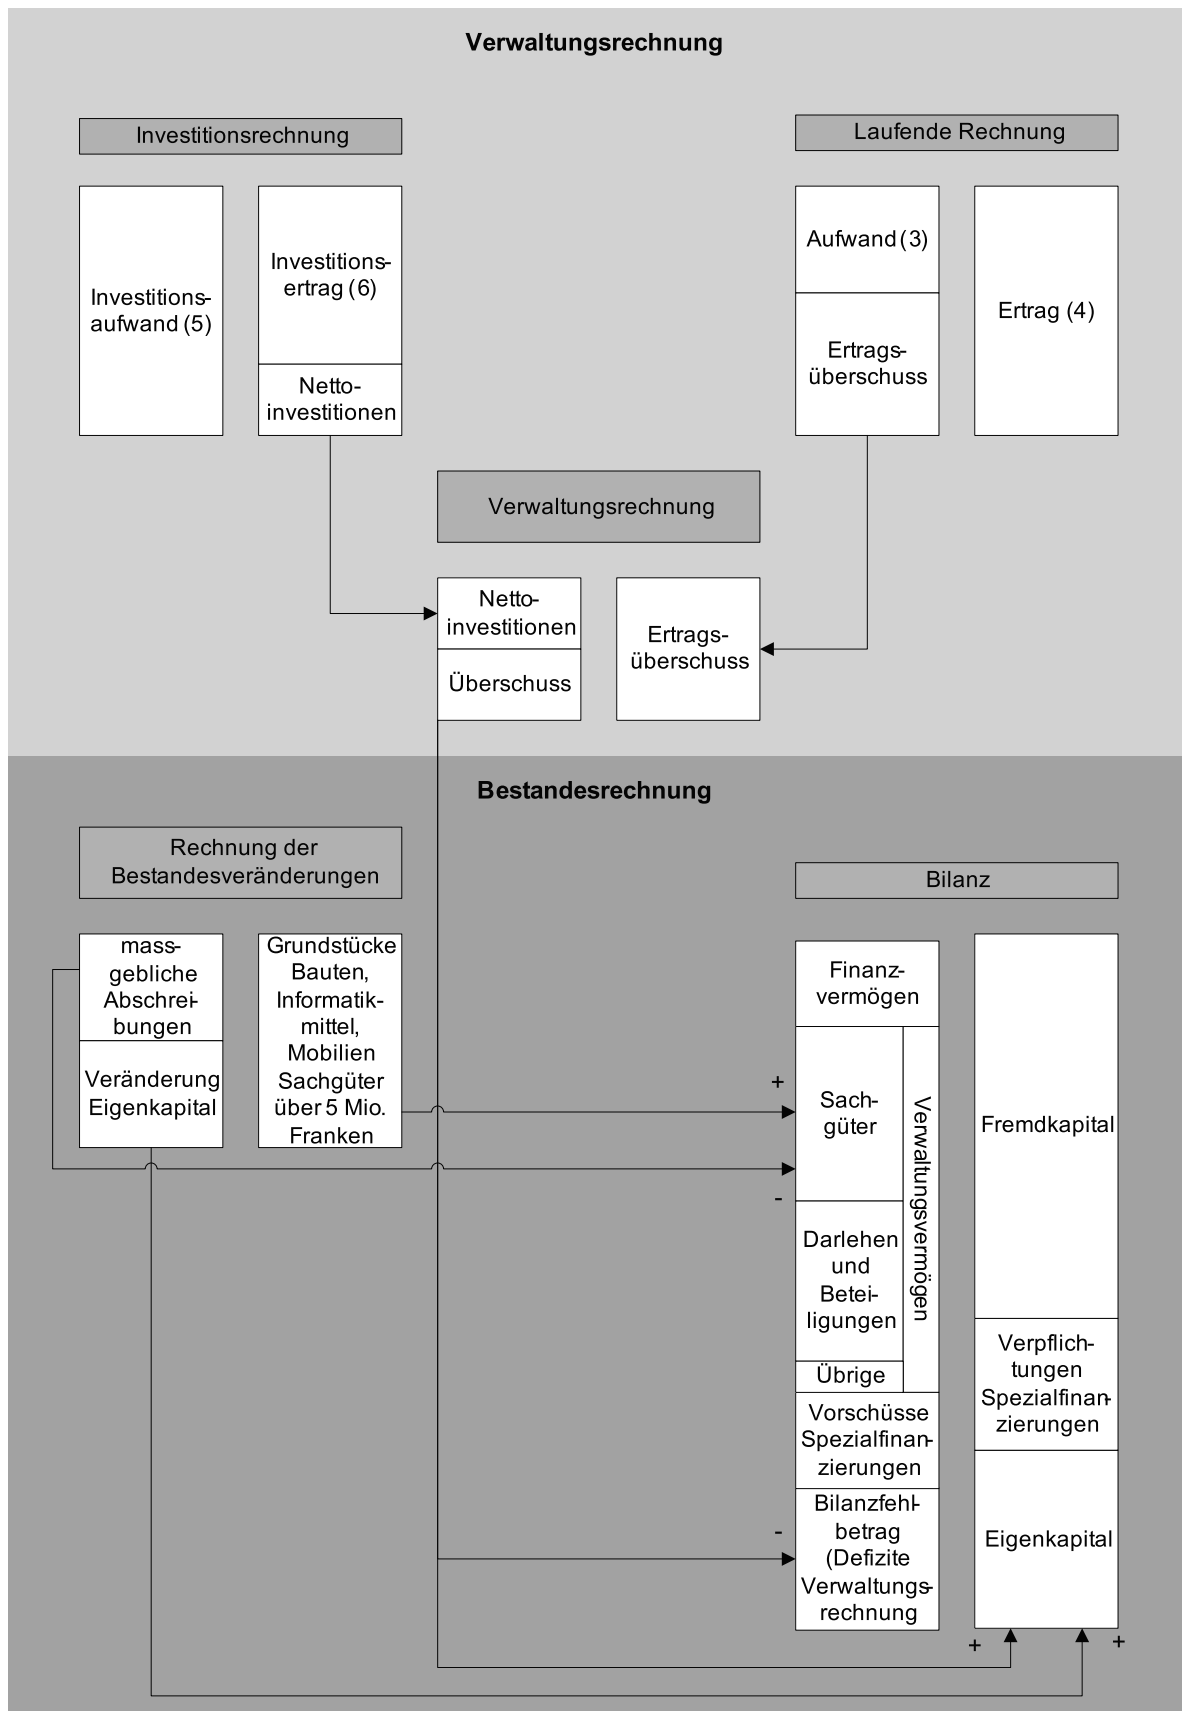 Verwaltungsrechnung
Investitionsrechnung
Laufende Rechnung
Investitions-
aufwand (5)
Investitions-
ertrag (6)
Netto-
investitionen
Aufwand (3)
Ertrags-
überschuss
Ertrag (4)
Verwaltungsrechnung
Netto-
investitionen
Überschuss
Ertrags-
überschuss
Bestandesrechnung
Rechnung der
Bestandesveränderungen
Bilanz
mass-
gebliche
Abschrei-
bungen
Veränderung
Eigenkapital
Grundstücke
Bauten,
Informatik-
mittel,
Mobilien
Sachgüter
über 5 Mio.
Franken
Finanz-
vermögen
+
Sach-
güter
-
Verwaltungsvermögen
Darlehen
und
Betei-
ligungen
Übrige
Vorschüsse
Spezialfinan-
zierungen
-
Bilanzfehl-
betrag
(Defizite
Verwaltungs-
rechnung
Fremdkapital
Verpflich-
tungen
Spezialfinan-
zierungen
Eigenkapital
+
+